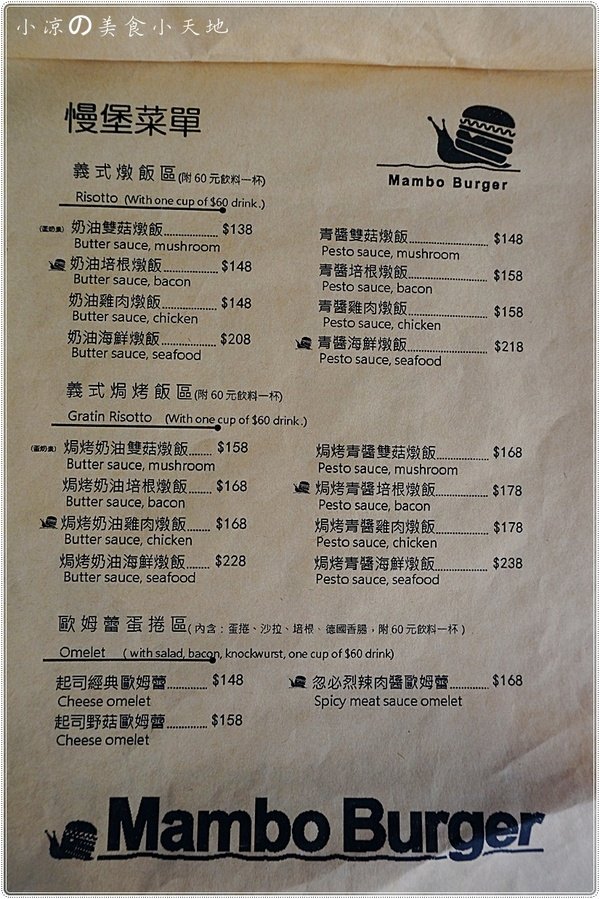 小涼の美食小天地
慢堡菜單
Mambo Burger
義式燉飯區(附 60 元飲料一杯)
Risotto (With one cup of $60 drink.)
(蛋奶素) 奶油雙菇燉飯 $138
Butter sauce, mushroom
奶油培根燉飯 $148
Butter sauce, bacon
奶油雞肉燉飯 $148
Butter sauce, chicken
奶油海鮮燉飯 $208
Butter sauce, seafood
青醬雙菇燉飯 $148
Pesto sauce, mushroom
青醬培根燉飯 $158
Pesto sauce, bacon
青醬雞肉燉飯 $158
Pesto sauce, chicken
青醬海鮮燉飯 $218
Pesto sauce, seafood
義式焗烤飯區(附 60 元飲料一杯)
Gratin Risotto (With one cup of $60 drink.)
(蛋奶素) 焗烤奶油雙菇燉飯 $158
Butter sauce, mushroom
焗烤奶油培根燉飯 $168
Butter sauce, bacon
焗烤奶油雞肉燉飯 $168
Butter sauce, chicken
焗烤奶油海鮮燉飯 $228
Butter sauce, seafood
焗烤青醬雙菇燉飯 $168
Pesto sauce, mushroom
焗烤青醬培根燉飯 $178
Pesto sauce, bacon
焗烤青醬雞肉燉飯 $178
Pesto sauce, chicken
焗烤青醬海鮮燉飯 $238
Pesto sauce, seafood
歐姆蕾蛋捲區(內含:蛋捲、沙拉、培根、德國香腸,附 60 元飲料一杯)
Omelet (with salad, bacon, knockwurst, one cup of $60 drink)
起司經典歐姆蕾 $148
Cheese omelet
起司野菇歐姆蕾 $158
Cheese omelet
忽必烈辣肉醬歐姆蕾 $168
Spicy meat sauce omelet
Mambo Burger